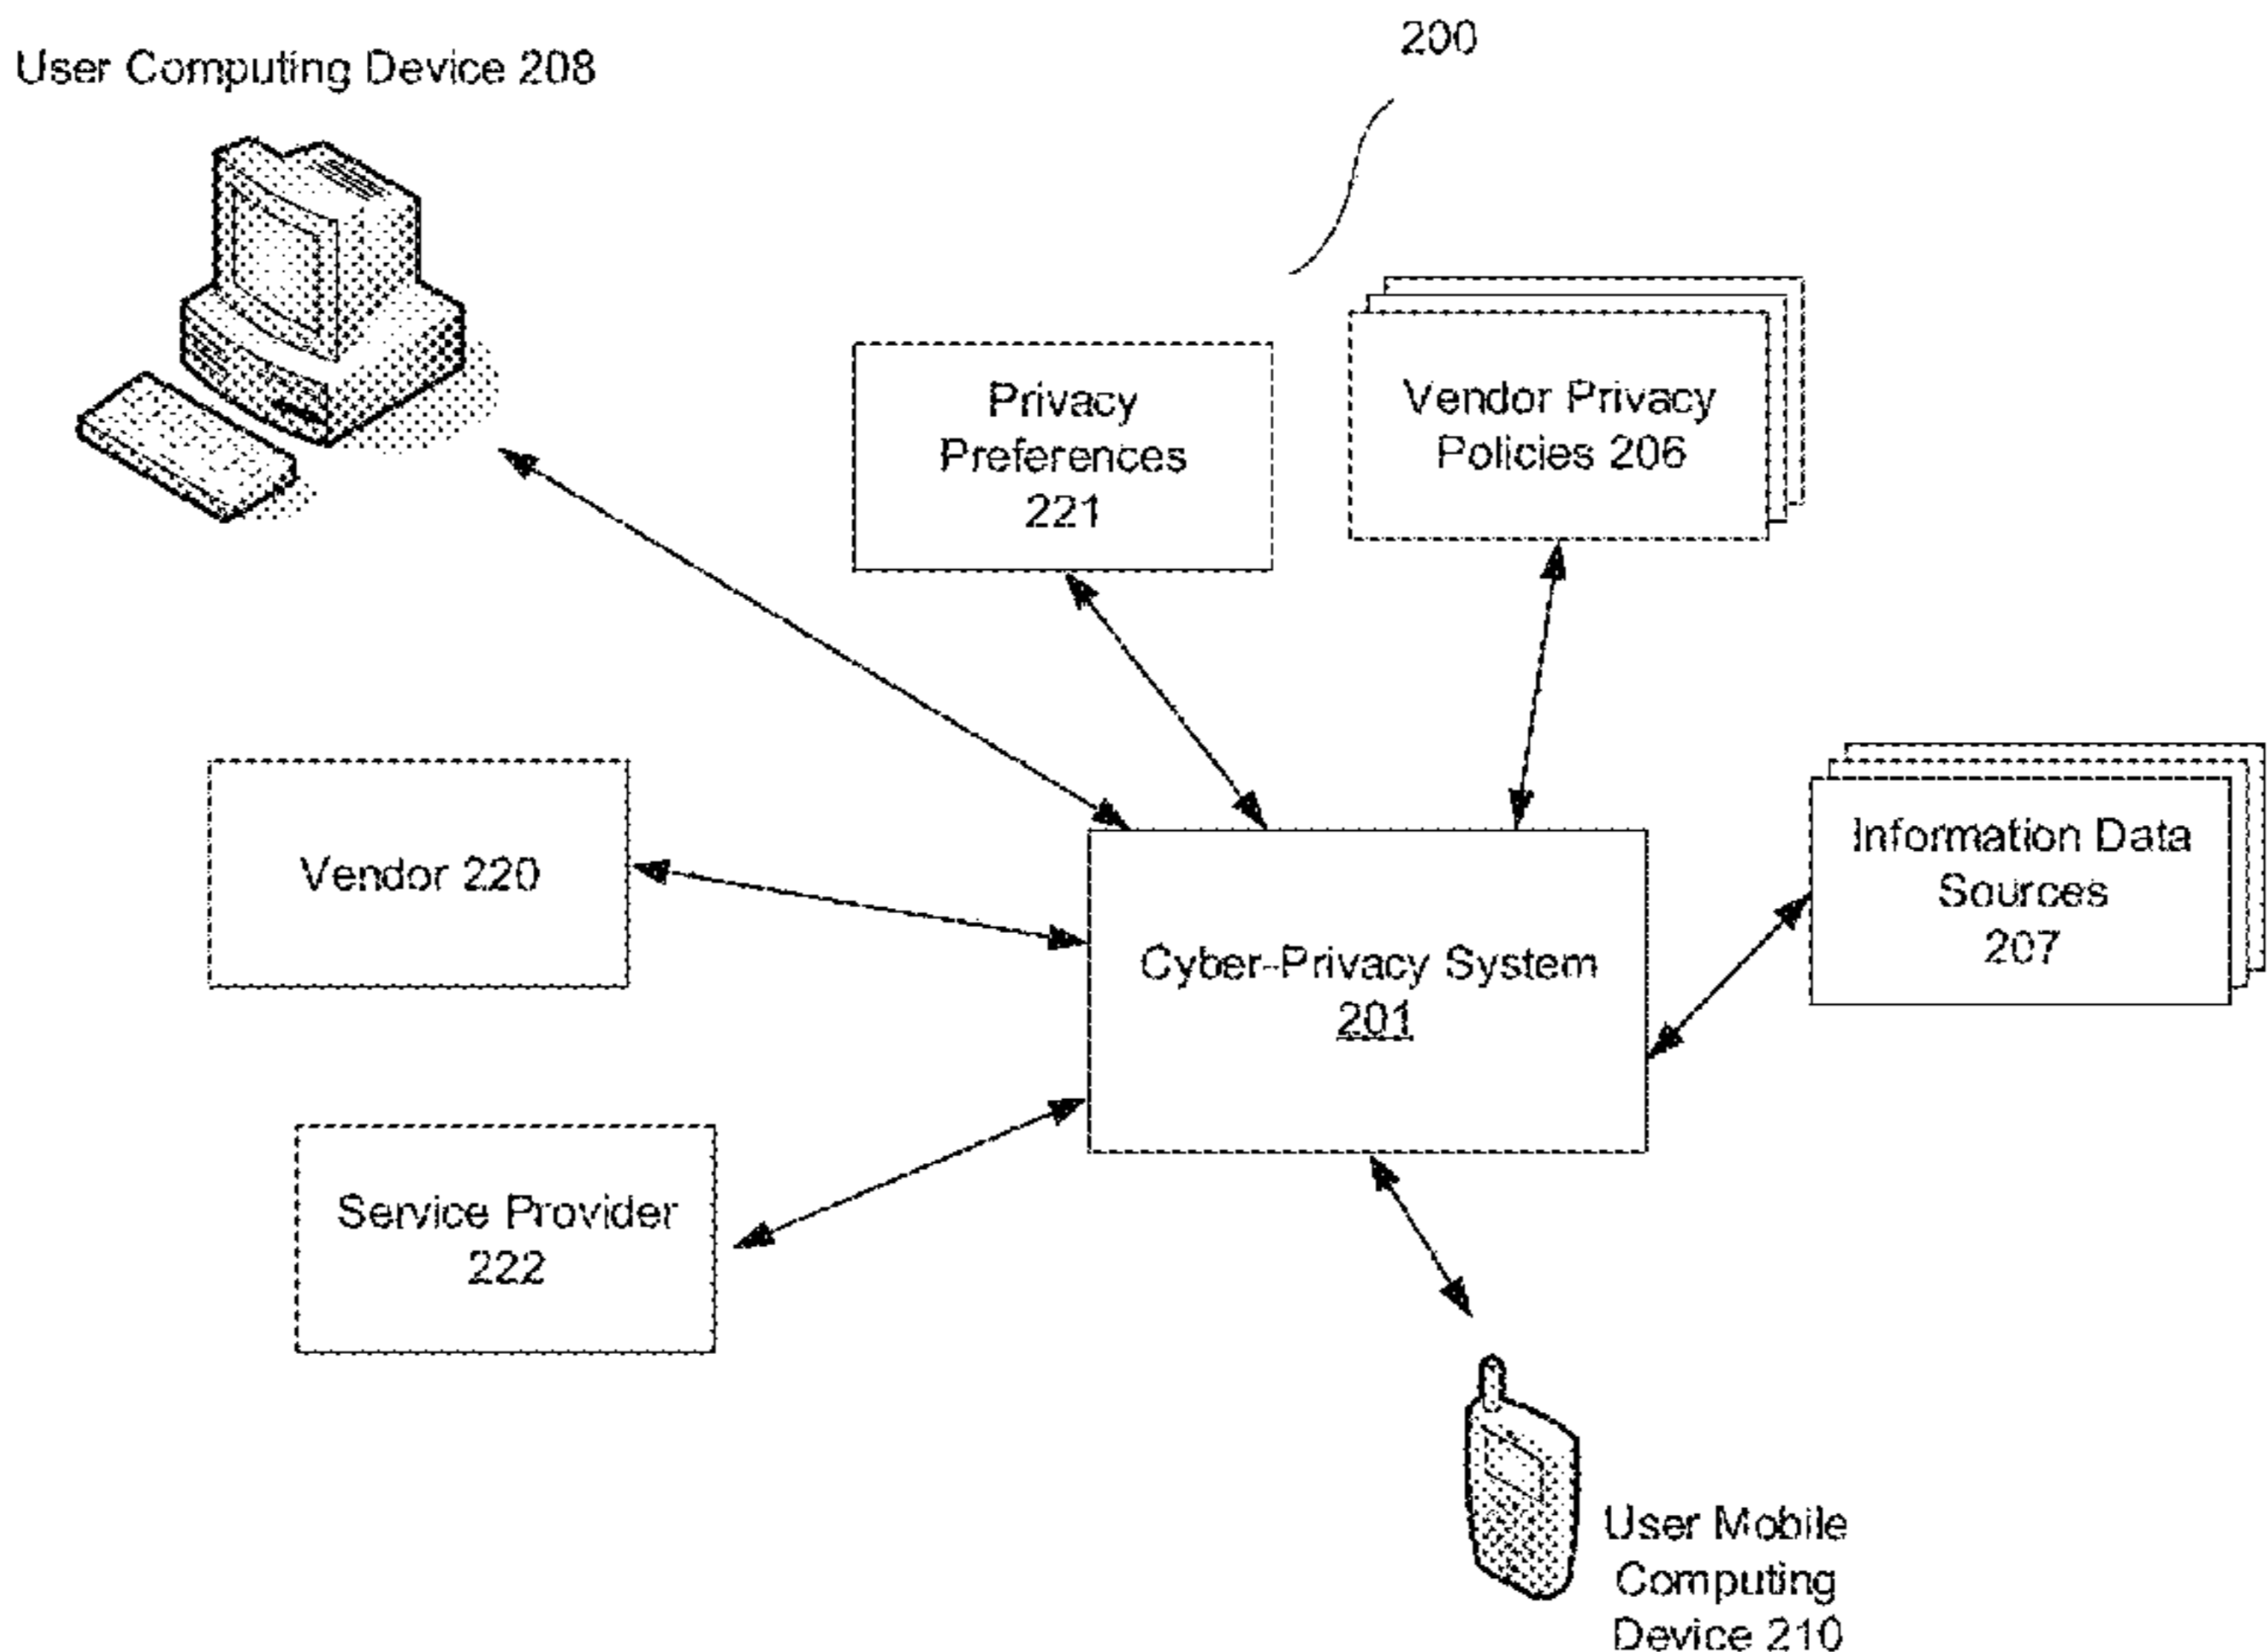 200
User Computing Device 208
Privacy
Preferences
221
Vendor Privacy
Policies 206
Vendor 220
Information Data
Sources
207
Cyber-Privacy System
201
Service Provider
222
User Mobile
Computing
Device 210